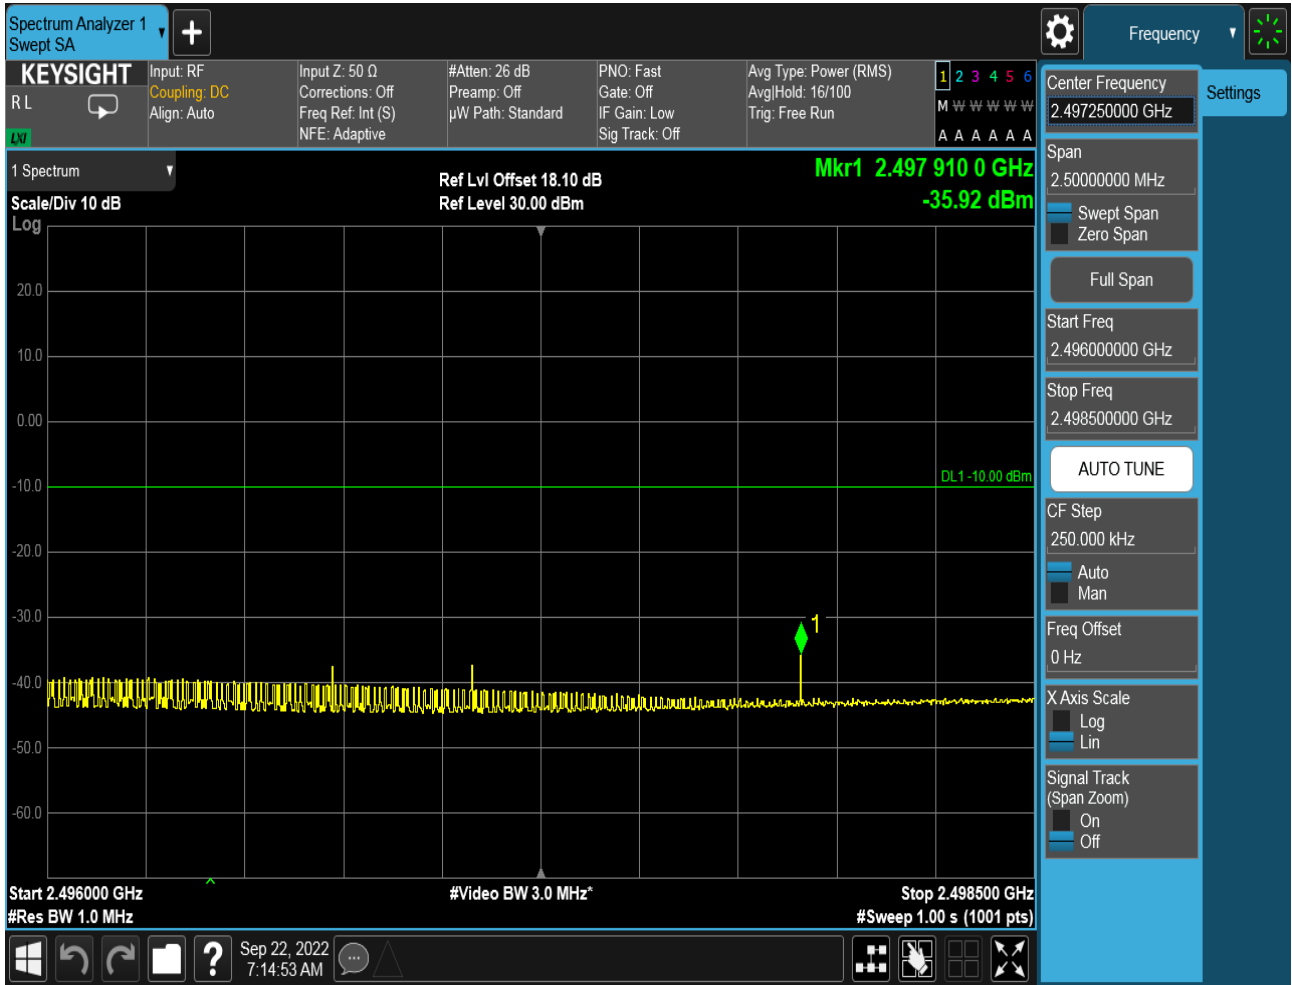 Spectrum Analyzer 1
Swept SA
Frequency
KEYSIGHT
R L
LXI
Input: RF
Coupling: DC
Align: Auto
Input Z: 50 Ω
Corrections: Off
Freq Ref: Int (S)
NFE: Adaptive
#Atten: 26 dB
Preamp: Off
µW Path: Standard
PNO: Fast
Gate: Off
IF Gain: Low
Sig Track: Off
Avg Type: Power (RMS)
Avg|Hold: 16/100
Trig: Free Run
1 2 3 4 5 6
M W W W W W
A A A A A A
Center Frequency
2.497250000 GHz
Settings
Span
2.50000000 MHz
Swept Span
Zero Span
Full Span
Start Freq
2.496000000 GHz
Stop Freq
2.498500000 GHz
AUTO TUNE
CF Step
250.000 kHz
Auto
Man
Freq Offset
0 Hz
X Axis Scale
Log
Lin
Signal Track
(Span Zoom)
On
Off
1 Spectrum
Scale/Div 10 dB
Log
Ref Lvl Offset 18.10 dB
Ref Level 30.00 dBm
Mkr1 2.497 910 0 GHz
-35.92 dBm
20.0
10.0
0.00
-10.0
DL1 -10.00 dBm
-20.0
-30.0
1
-40.0
-50.0
-60.0
Start 2.496000 GHz
#Video BW 3.0 MHz*
Stop 2.498500 GHz
#Res BW 1.0 MHz
#Sweep 1.00 s (1001 pts)
?
Sep 22, 2022
7:14:53 AM